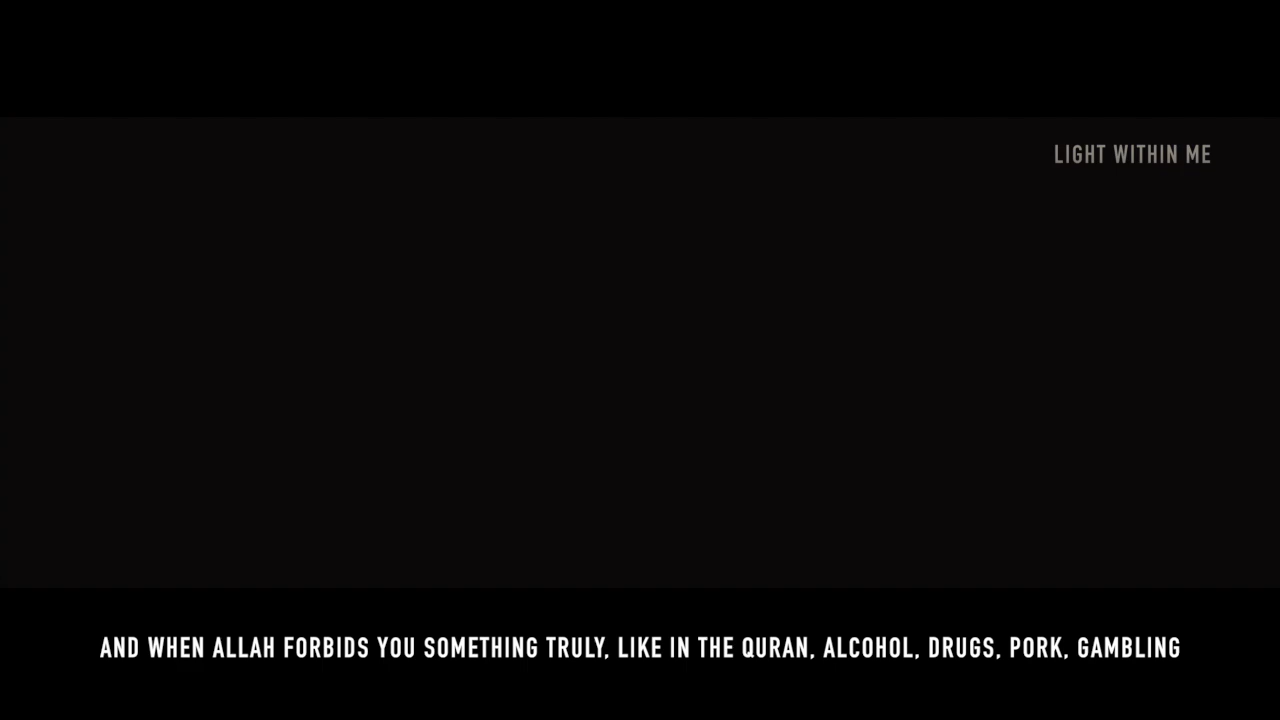 LIGHT WITHIN ME
AND WHEN ALLAH FORBIDS YOU SOMETHING TRULY, LIKE IN THE QURAN, ALCOHOL, DRUGS, PORK, GAMBLING